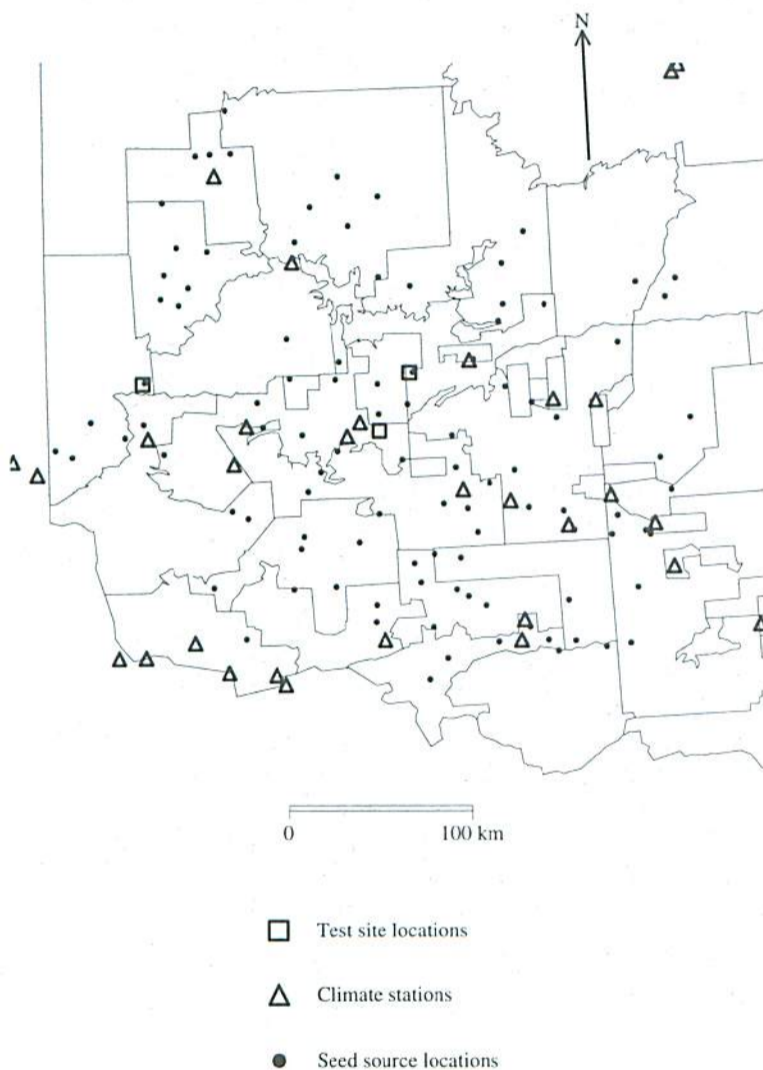 N
0 100 km
Test site locations
Climate stations
Seed source locations